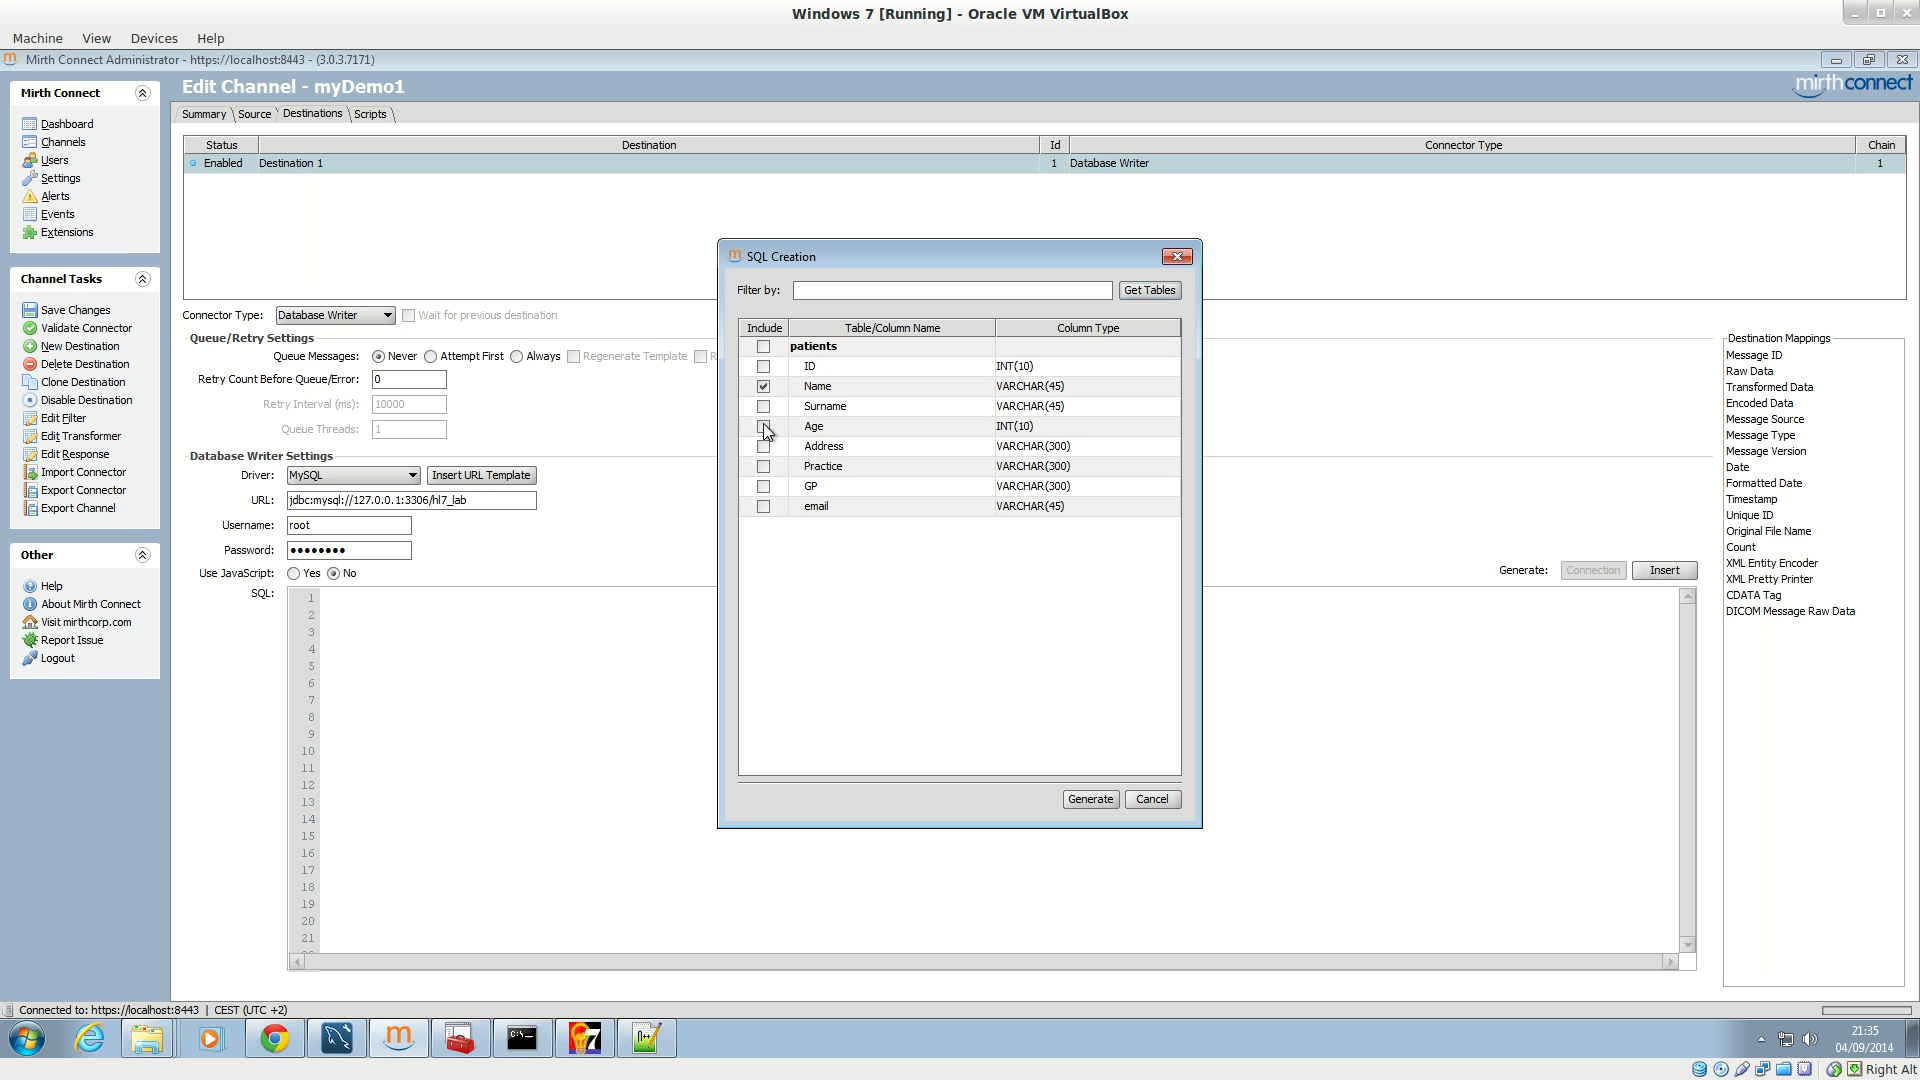 Windows 7 [Running] - Oracle VM VirtualBox
Machine View Devices Help
Mirth Connect Administrator - https://localhost:8443 - (3.0.3.7171)
Mirth Connect
Dashboard
Channels
Users
Settings
Alerts
Events
Extensions
Channel Tasks
Save Changes
Validate Connector
New Destination
Delete Destination
Clone Destination
Disable Destination
Edit Filter
Edit Transformer
Edit Response
Import Connector
Export Connector
Export Channel
Other
Help
About Mirth Connect
Visit mirthcorp.com
Report Issue
Logout
Edit Channel - myDemo1
mirthconnect
Summary Source Destinations Scripts
Status Destination Id Connector Type Chain
Enabled Destination 1 1 Database Writer 1
Connector Type: Database Writer Wait for previous destination
Queue/Retry Settings
Queue Messages: Never Attempt First Always Regenerate Template R
Retry Count Before Queue/Error: 0
Retry Interval (ms): 10000
Queue Threads: 1
Database Writer Settings
Driver: MySQL Insert URL Template
URL: jdbc:mysql://127.0.0.1:3306/hl7_lab
Username: root
Password: ●●●●●●●●
Use JavaScript: Yes No
Generate: Connection Insert
SQL:
1
2
3
4
5
6
7
8
9
10
11
12
13
14
15
16
17
18
19
20
21
SQL Creation
Filter by: Get Tables
Include Table/Column Name Column Type
patients
ID INT(10)
Name VARCHAR(45)
Surname VARCHAR(45)
Age INT(10)
Address VARCHAR(300)
Practice VARCHAR(300)
GP VARCHAR(300)
email VARCHAR(45)
Generate Cancel
Destination Mappings
Message ID
Raw Data
Transformed Data
Encoded Data
Message Source
Message Type
Message Version
Date
Formatted Date
Timestamp
Unique ID
Original File Name
Count
XML Entity Encoder
XML Pretty Printer
CDATA Tag
DICOM Message Raw Data
Connected to: https://localhost:8443 | CEST (UTC +2)
21:35
04/09/2014
Right Alt